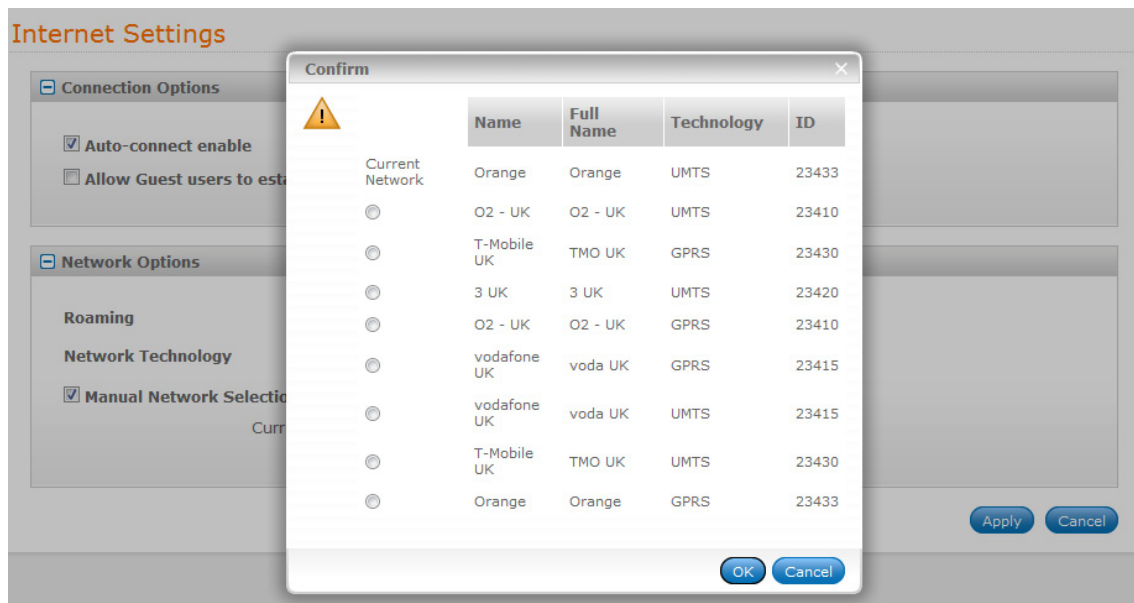 Internet Settings
Connection Options
Auto-connect enable
Allow Guest users to esta
Network Options
Roaming
Network Technology
Manual Network Selectio
Curr
Apply Cancel
Confirm
Name Full Name Technology ID
Current Network Orange Orange UMTS 23433
O2 - UK O2 - UK UMTS 23410
T-Mobile UK TMO UK GPRS 23430
3 UK 3 UK UMTS 23420
O2 - UK O2 - UK GPRS 23410
vodafone UK voda UK GPRS 23415
vodafone UK voda UK UMTS 23415
T-Mobile UK TMO UK UMTS 23430
Orange Orange GPRS 23433
OK Cancel